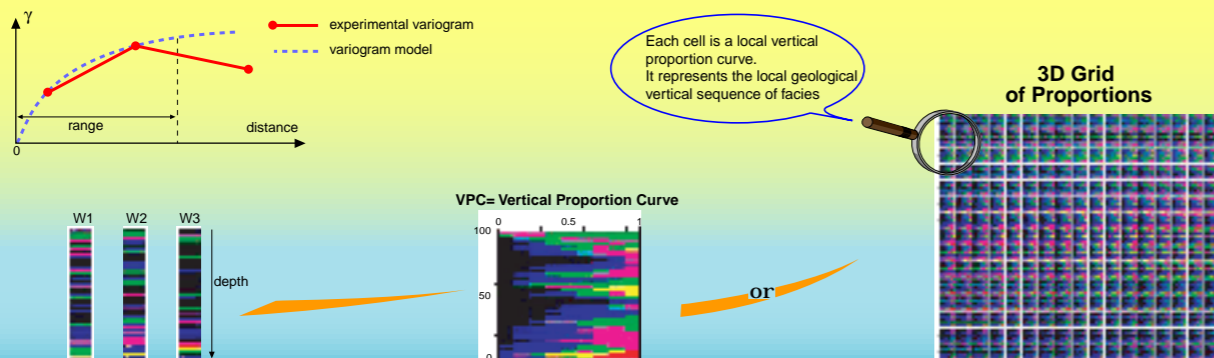 γ
experimental variogram
variogram model
range
distance
0
Each cell is a local vertical
proportion curve.
It represents the local geological
vertical sequence of facies
3D Grid
of Proportions
VPC= Vertical Proportion Curve
W1 W2 W3
depth
0 0.5 1
100
50
0
or